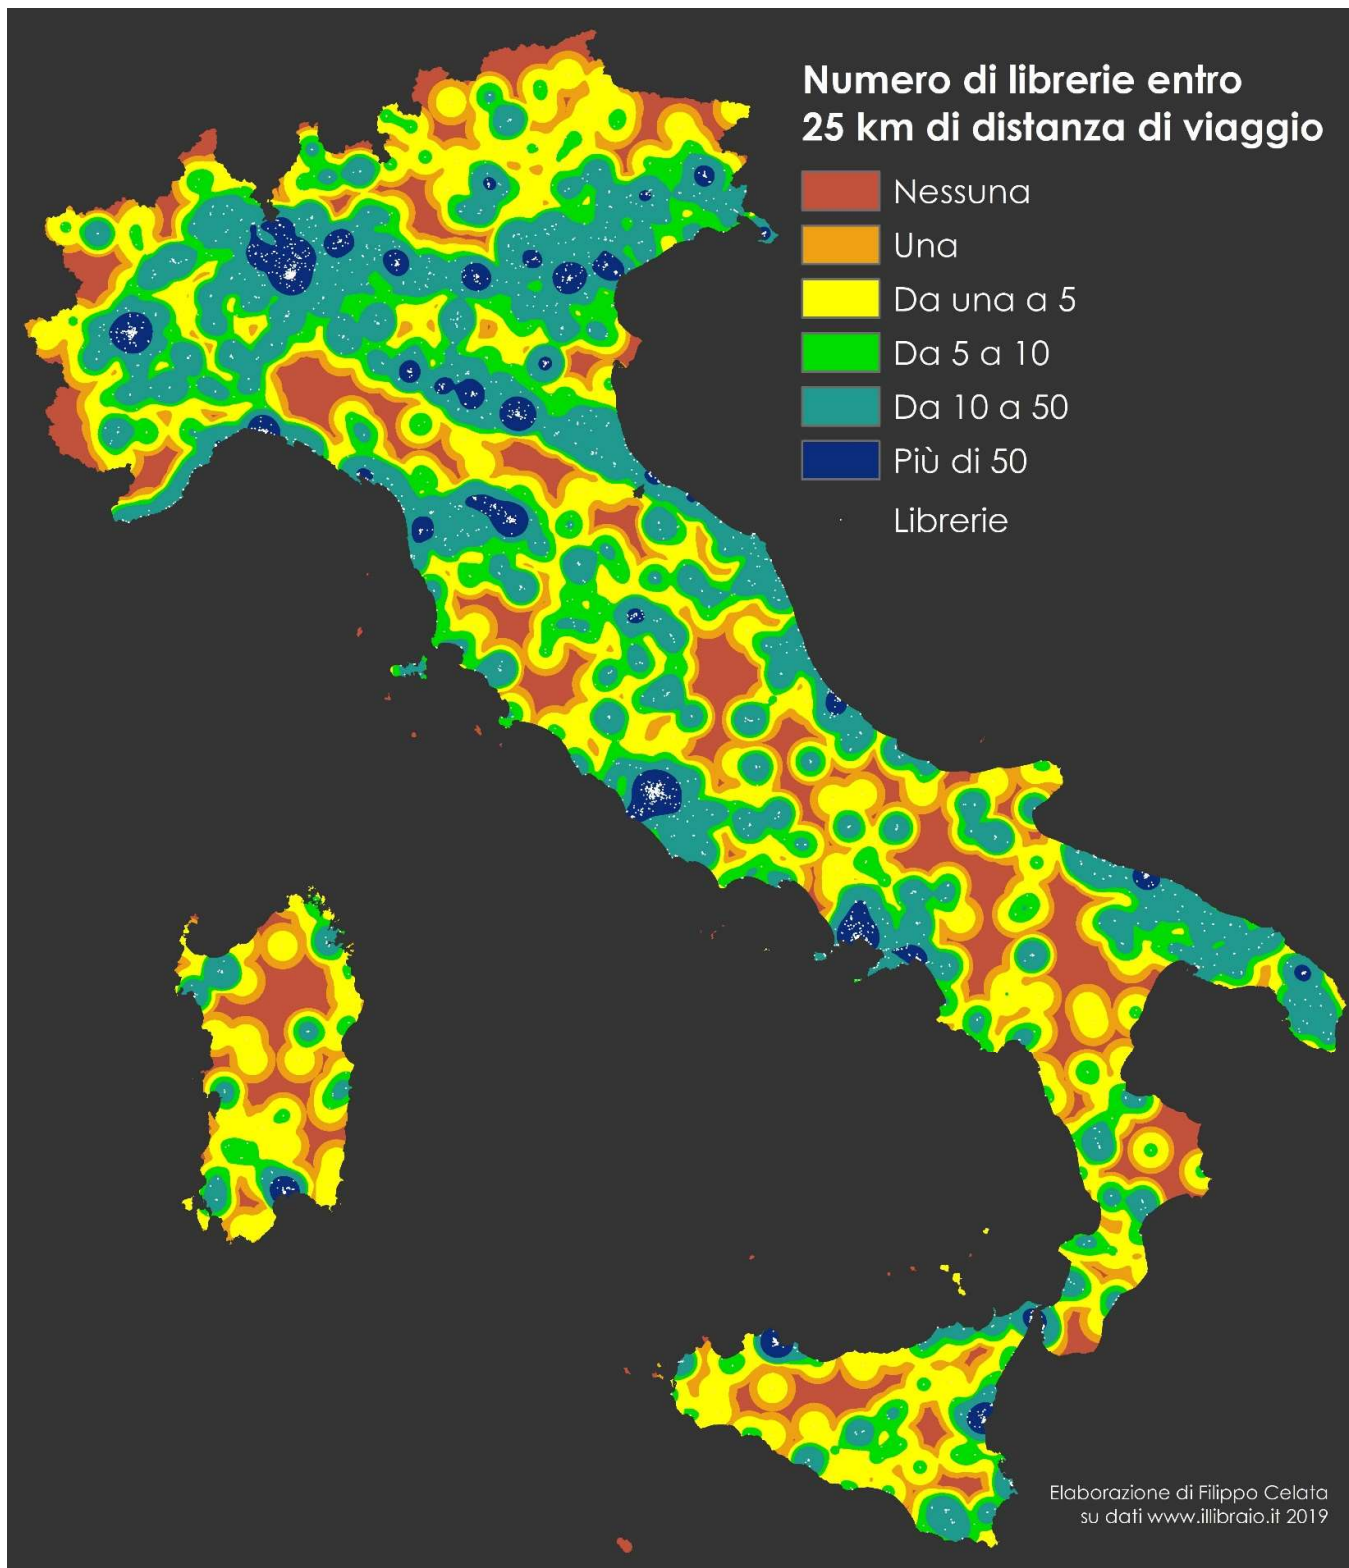 Numero di librerie entro
25 km di distanza di viaggio
Nessuna
Una
Da una a 5
Da 5 a 10
Da 10 a 50
Più di 50
Librerie
Elaborazione di Filippo Celata
su dati www.illibraio.it 2019